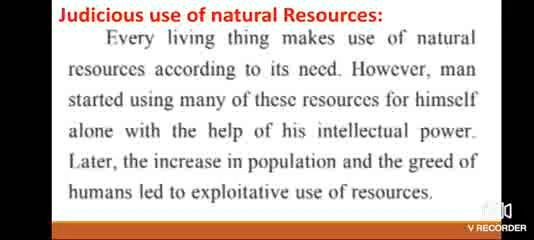 Judicious use of natural Resources:
Every living thing makes use of natural
resources according to its need. However, man
started using many of these resources for himself
alone with the help of his intellectual power.
Later, the increase in population and the greed of
humans led to exploitative use of resources.
V RECORDER